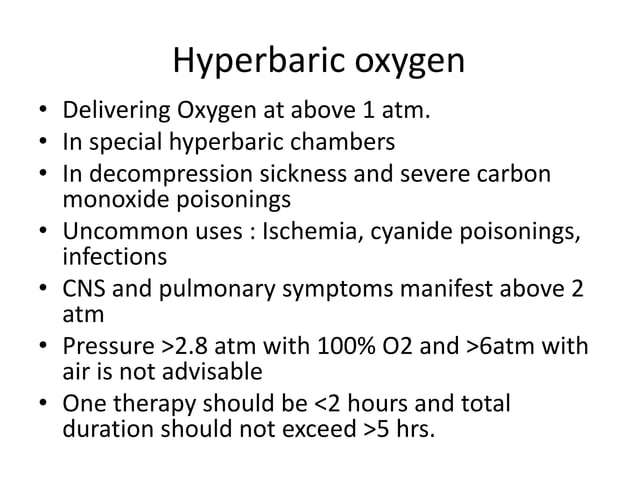 Hyperbaric oxygen
• Delivering Oxygen at above 1 atm.
• In special hyperbaric chambers
• In decompression sickness and severe carbon
monoxide poisonings
• Uncommon uses : Ischemia, cyanide poisonings,
infections
• CNS and pulmonary symptoms manifest above 2
atm
• Pressure >2.8 atm with 100% O2 and >6atm with
air is not advisable
• One therapy should be <2 hours and total
duration should not exceed >5 hrs.